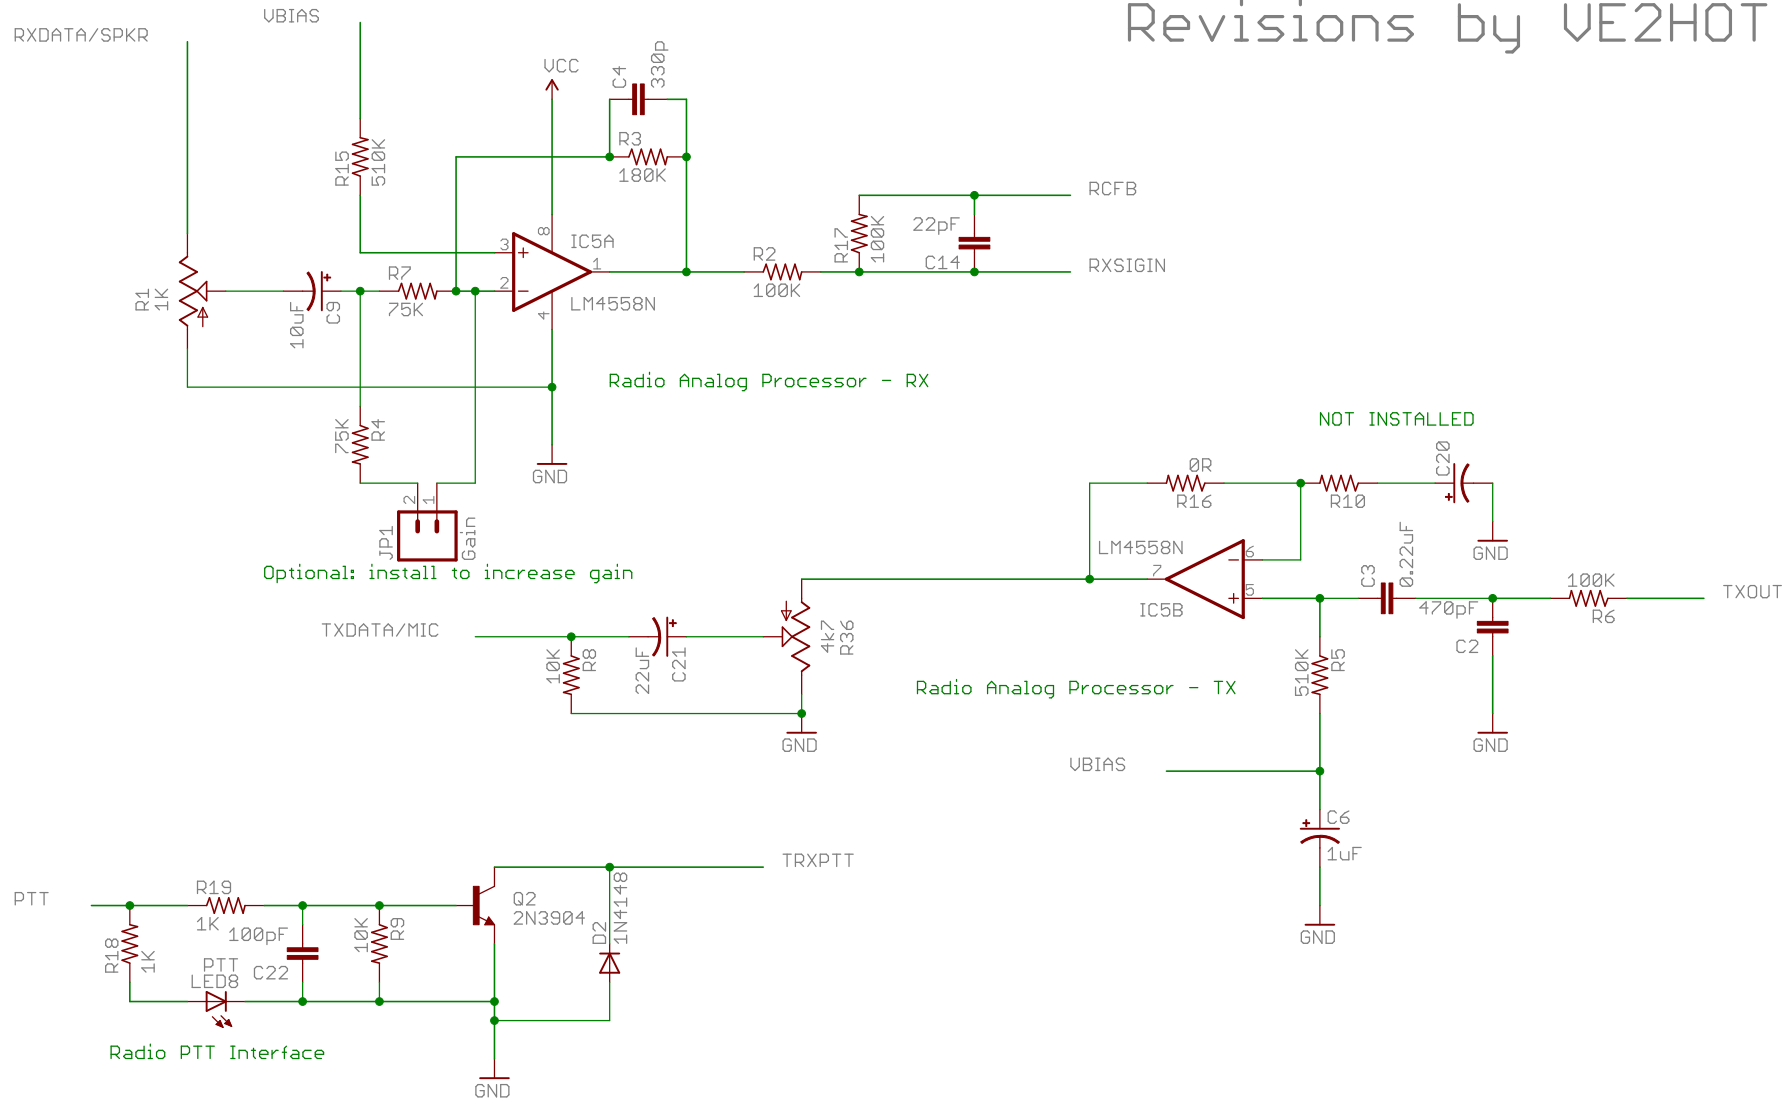 Revisions by VE2HOT
RXDATA/SPKR
VBIAS
VCC
C4
330p
R3
180K
R15
510K
R1
1K
10uF
C9
R7
75K
3
2
8
4
1
IC5A
LM4558N
R2
100K
R17
100K
22pF
C14
RCFB
RXSIGIN
Radio Analog Processor - RX
75K
R4
GND
2
1
JP1
Gain
Optional: install to increase gain
NOT INSTALLED
0R
R16
R10
C20
GND
LM4558N
7
6
5
IC5B
C3
0.22uF
470pF
C2
100K
R6
TXOUT
TXDATA/MIC
10K
R8
22uF
C21
4k7
R36
GND
Radio Analog Processor - TX
510K
R5
GND
VBIAS
C6
1uF
GND
PTT
R19
1K
R18
1K
100pF
C22
PTT
LED8
10K
R9
Q2
2N3904
D2
1N4148
TRXPTT
GND
Radio PTT Interface